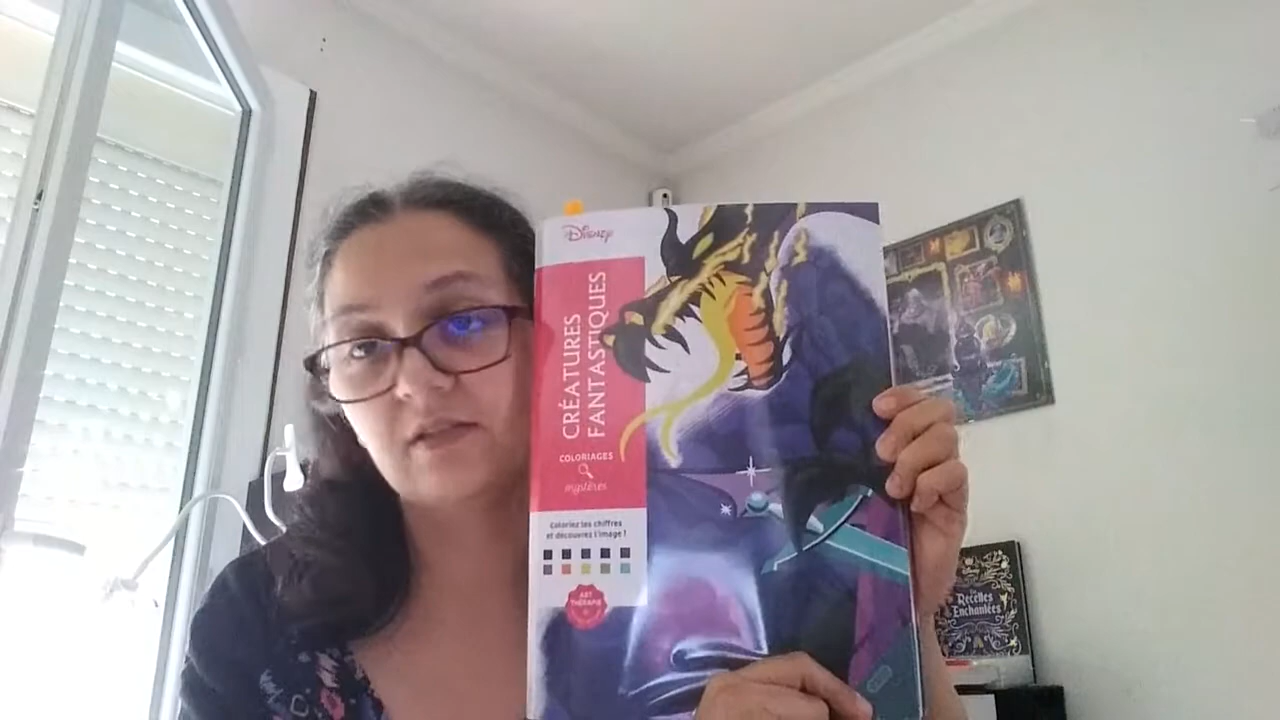 Disney
CRÉATURES
FANTASTIQUES
COLORIAGES
mystères
Coloriez les chiffres
et découvrez l'image !
ART
THÉRAPIE
Recettes
Enchantées